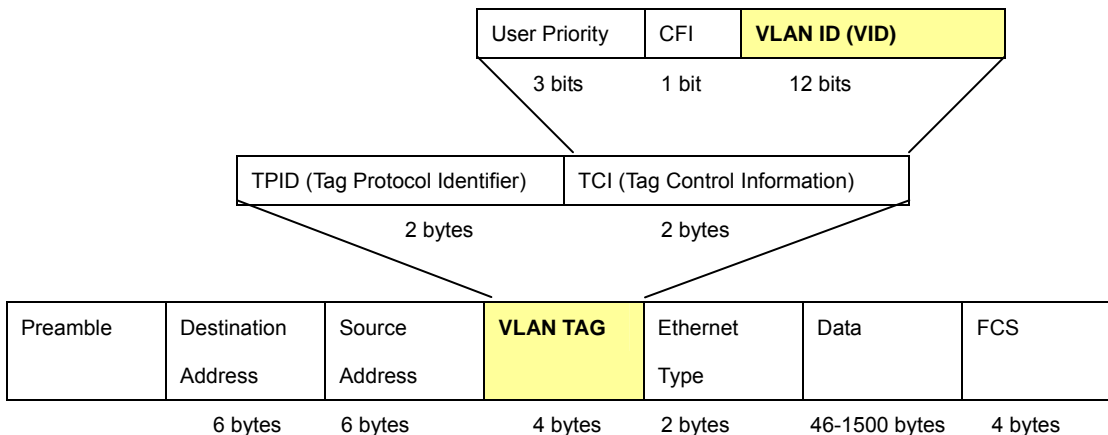 User Priority CFI VLAN ID (VID)
3 bits 1 bit 12 bits
TPID (Tag Protocol Identifier) TCI (Tag Control Information)
2 bytes 2 bytes
Preamble Destination Address Source Address VLAN TAG Ethernet Type Data FCS
6 bytes 6 bytes 4 bytes 2 bytes 46-1500 bytes 4 bytes